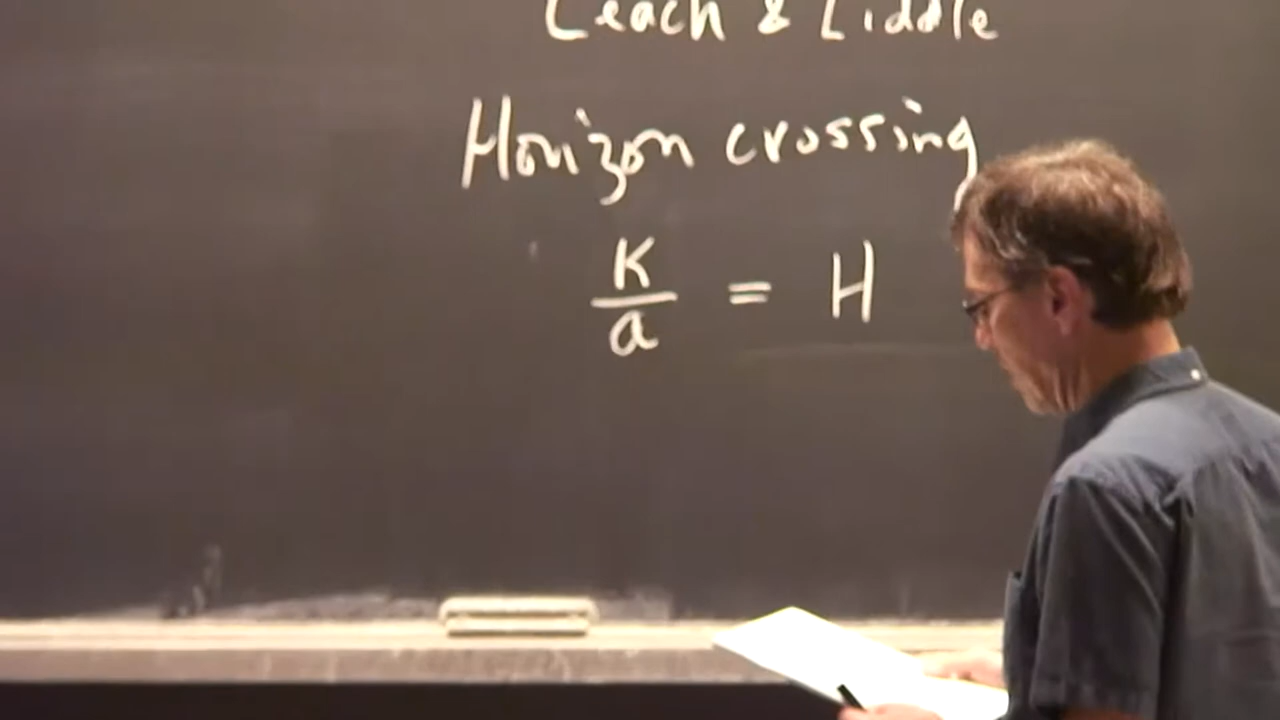 Leach & Liddle
Horizon crossing
K/a = H